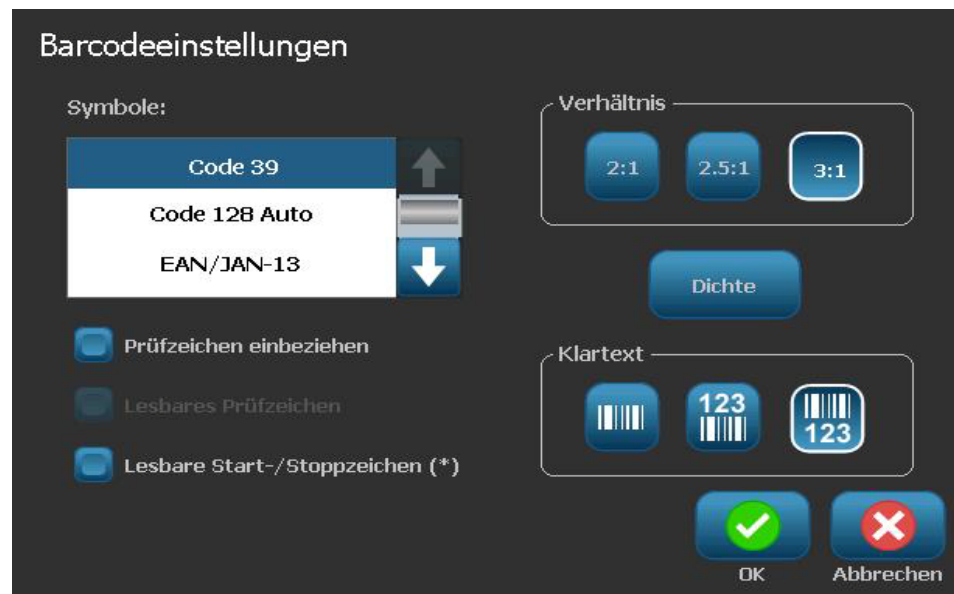 Barcodeeinstellungen
Symbole:
Code 39
Code 128 Auto
EAN/JAN-13
Prüfzeichen einbeziehen
Lesbares Prüfzeichen
Lesbare Start-/Stoppzeichen (*)
Verhältnis
2:1 2.5:1 3:1
Dichte
Klartext
123
123
OK Abbrechen